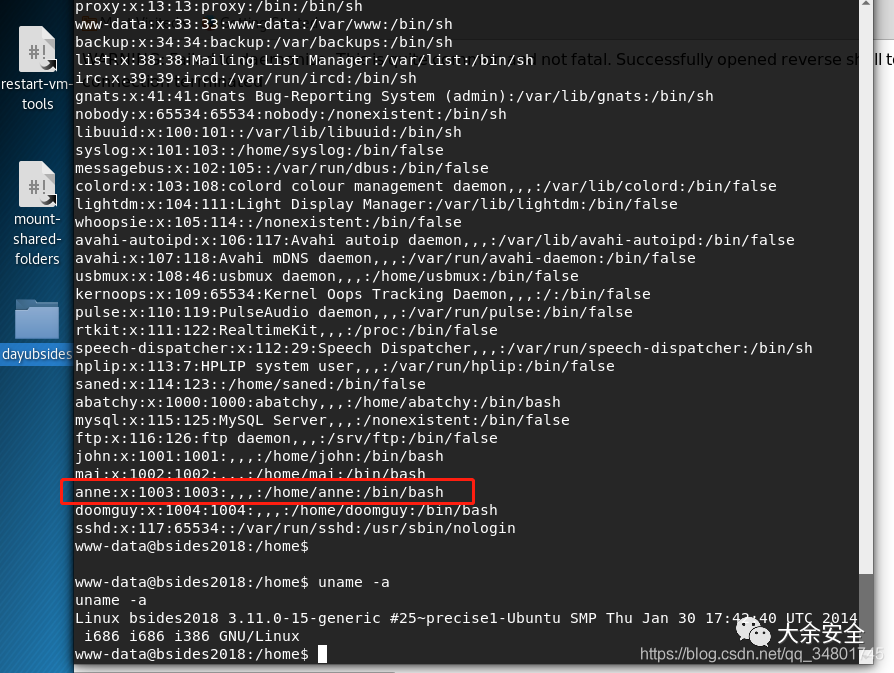 proxy:x:13:13:proxy:/bin:/bin/sh
www-data:x:33:33:www-data:/var/www:/bin/sh
backup:x:34:34:backup:/var/backups:/bin/sh
list:x:38:38:Mailing List Manager:/var/list:/bin/sh
irc:x:39:39:ircd:/var/run/ircd:/bin/sh
gnats:x:41:41:Gnats Bug-Reporting System (admin):/var/lib/gnats:/bin/sh
nobody:x:65534:65534:nobody:/nonexistent:/bin/sh
libuuid:x:100:101::/var/lib/libuuid:/bin/sh
syslog:x:101:103::/home/syslog:/bin/false
messagebus:x:102:105::/var/run/dbus:/bin/false
colord:x:103:108:colord colour management daemon,,,:/var/lib/colord:/bin/false
lightdm:x:104:111:Light Display Manager:/var/lib/lightdm:/bin/false
whoopsie:x:105:114::/nonexistent:/bin/false
avahi-autoipd:x:106:117:Avahi autoip daemon,,,:/var/lib/avahi-autoipd:/bin/false
avahi:x:107:118:Avahi mDNS daemon,,,:/var/run/avahi-daemon:/bin/false
usbmux:x:108:46:usbmux daemon,,,:/home/usbmux:/bin/false
kernoops:x:109:65534:Kernel Oops Tracking Daemon,,,:/:/bin/false
pulse:x:110:119:PulseAudio daemon,,,:/var/run/pulse:/bin/false
rtkit:x:111:122:RealtimeKit,,,:/proc:/bin/false
speech-dispatcher:x:112:29:Speech Dispatcher,,,:/var/run/speech-dispatcher:/bin/sh
hplip:x:113:7:HPLIP system user,,,:/var/run/hplip:/bin/false
saned:x:114:123::/home/saned:/bin/false
abatchy:x:1000:1000:abatchy,,,:/home/abatchy:/bin/bash
mysql:x:115:125:MySQL Server,,,:/nonexistent:/bin/false
ftp:x:116:126:ftp daemon,,,:/srv/ftp:/bin/false
john:x:1001:1001:,,,:/home/john:/bin/bash
mai:x:1002:1002:,,,:/home/mai:/bin/bash
anne:x:1003:1003:,,,:/home/anne:/bin/bash
doomguy:x:1004:1004:,,,:/home/doomguy:/bin/bash
sshd:x:117:65534::/var/run/sshd:/usr/sbin/nologin
www-data@bsides2018:/home$
www-data@bsides2018:/home$ uname -a
uname -a
Linux bsides2018 3.11.0-15-generic #25~precise1-Ubuntu SMP Thu Jan 30 17:42:40 UTC 2014
i686 i686 i386 GNU/Linux
www-data@bsides2018:/home$
restart-vm-
tools
mount-
shared-
folders
dayubsides
not fatal. Successfully opened reverse
大余安全
https://blog.csdn.net/qq_34801745